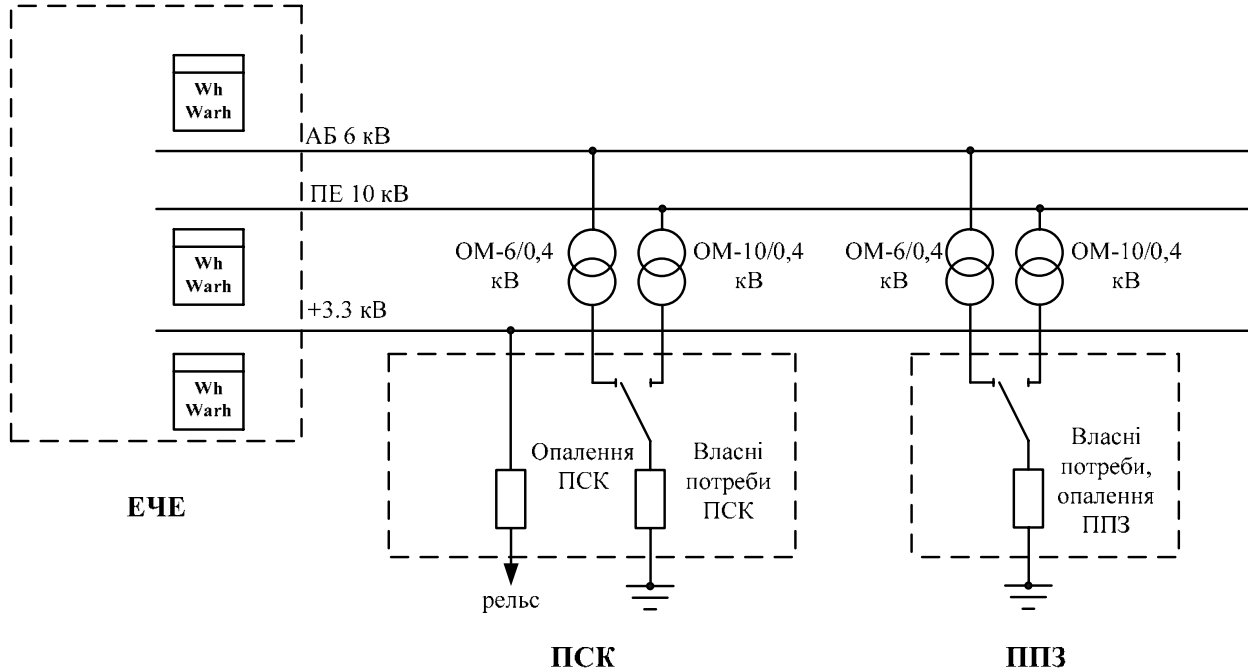 Wh
Warh
АБ 6 кВ
ПЕ 10 кВ
Wh
Warh
ОМ-6/0,4
кВ
ОМ-10/0,4
кВ
ОМ-6/0,4
кВ
ОМ-10/0,4
кВ
+3.3 кВ
Wh
Warh
Опалення
ПСК
Власні
потреби
ПСК
Власні
потреби,
опалення
ППЗ
ЕЧЕ
рельс
ПСК
ППЗ